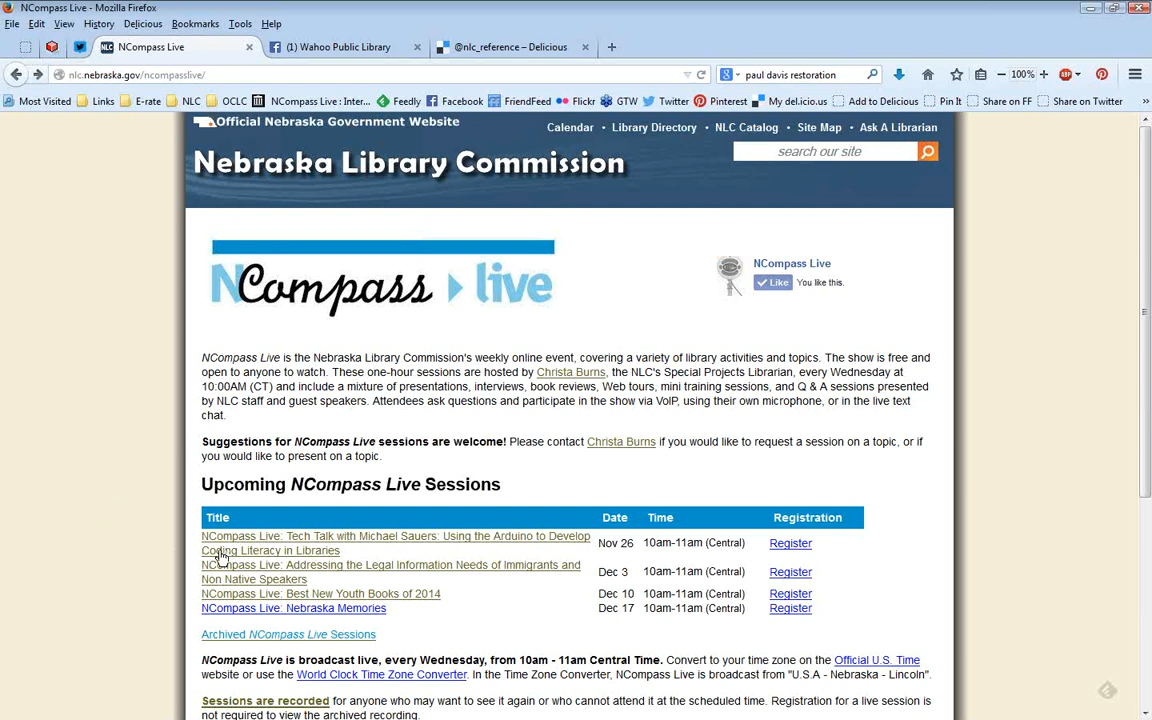 NCompass Live - Mozilla Firefox
File Edit View History Delicious Bookmarks Tools Help
NCompass Live × (1) Wahoo Public Library × @nlc_reference – Delicious × +
nlc.nebraska.gov/ncompasslive/ paul davis restoration 100%
Most Visited Links E-rate NLC OCLC NCompass Live : Inter... Feedly Facebook FriendFeed Flickr GTW Twitter Pinterest My del.icio.us Add to Delicious Pin It Share on FF Share on Twitter »
Official Nebraska Government Website
Calendar • Library Directory • NLC Catalog • Site Map • Ask A Librarian
Nebraska Library Commission
search our site
NCompass live
NCompass Live
Like You like this.
NCompass Live is the Nebraska Library Commission's weekly online event, covering a variety of library activities and topics. The show is free and
open to anyone to watch. These one-hour sessions are hosted by Christa Burns, the NLC's Special Projects Librarian, every Wednesday at
10:00AM (CT) and include a mixture of presentations, interviews, book reviews, Web tours, mini training sessions, and Q & A sessions presented
by NLC staff and guest speakers. Attendees ask questions and participate in the show via VoIP, using their own microphone, or in the live text
chat.
Suggestions for NCompass Live sessions are welcome! Please contact Christa Burns if you would like to request a session on a topic, or if
you would like to present on a topic.
Upcoming NCompass Live Sessions
Title Date Time Registration
NCompass Live: Tech Talk with Michael Sauers: Using the Arduino to Develop
Coding Literacy in Libraries Nov 26 10am-11am (Central) Register
NCompass Live: Addressing the Legal Information Needs of Immigrants and
Non Native Speakers Dec 3 10am-11am (Central) Register
NCompass Live: Best New Youth Books of 2014 Dec 10 10am-11am (Central) Register
NCompass Live: Nebraska Memories Dec 17 10am-11am (Central) Register
Archived NCompass Live Sessions
NCompass Live is broadcast live, every Wednesday, from 10am - 11am Central Time. Convert to your time zone on the Official U.S. Time
website or use the World Clock Time Zone Converter. In the Time Zone Converter, NCompass Live is broadcast from "U.S.A - Nebraska - Lincoln".
Sessions are recorded for anyone who may want to see it again or who cannot attend it at the scheduled time. Registration for a live session is
not required to view the archived recording.